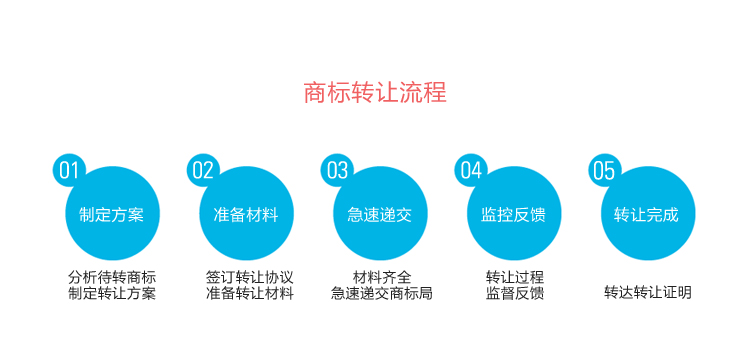 商标转让流程
01
制定方案
分析待转商标
制定转让方案
02
准备材料
签订转让协议
准备转让材料
03
急速递交
材料齐全
急速递交商标局
04
监控反馈
转让过程
监督反馈
05
转让完成
转达转让证明